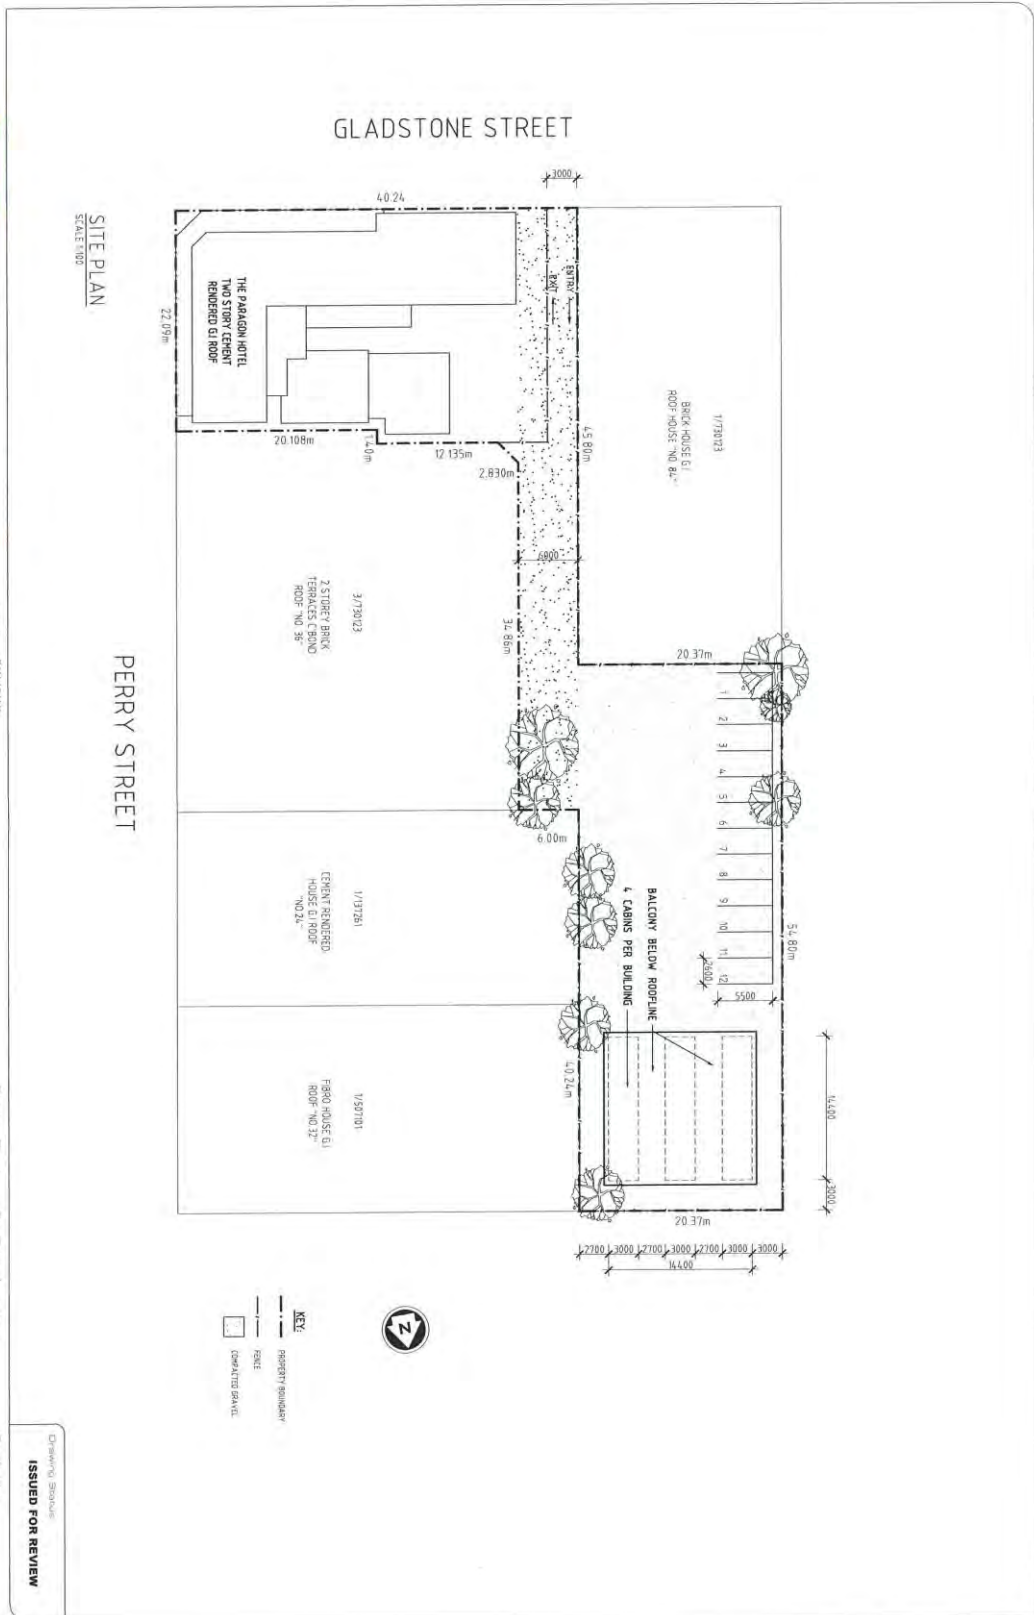 GLADSTONE STREET
3000
40.24
SITE PLAN
SCALE 1:100
22.09m
THE PARAGON HOTEL
TWO STORY CEMENT
RENDERED G.I ROOF
ENTRY
EXIT
20.108m
1.40m
12.135m
2.830m
45.80m
1/730123
BRICK HOUSE G.I
ROOF HOUSE "NO. 84"
6000
34.86m
3/730123
2 STOREY BRICK
TERRACES C'BOND
ROOF "NO. 36"
PERRY STREET
20.37m
1
2
3
4
5
6
7
8
9
10
11
12
2600
5500
54.80m
6.00m
1/137261
CEMENT RENDERED
HOUSE G.I ROOF
"NO.24"
BALCONY BELOW ROOFLINE
4 CABINS PER BUILDING
40.24m
1/507101
FIBRO HOUSE G.I
ROOF "NO.32"
14400
3000
20.37m
2700
3000
2700
3000
2700
3000
3000
14400
N
KEY:
PROPERTY BOUNDARY
FENCE
COMPACTED GRAVEL
Drawing Status
ISSUED FOR REVIEW